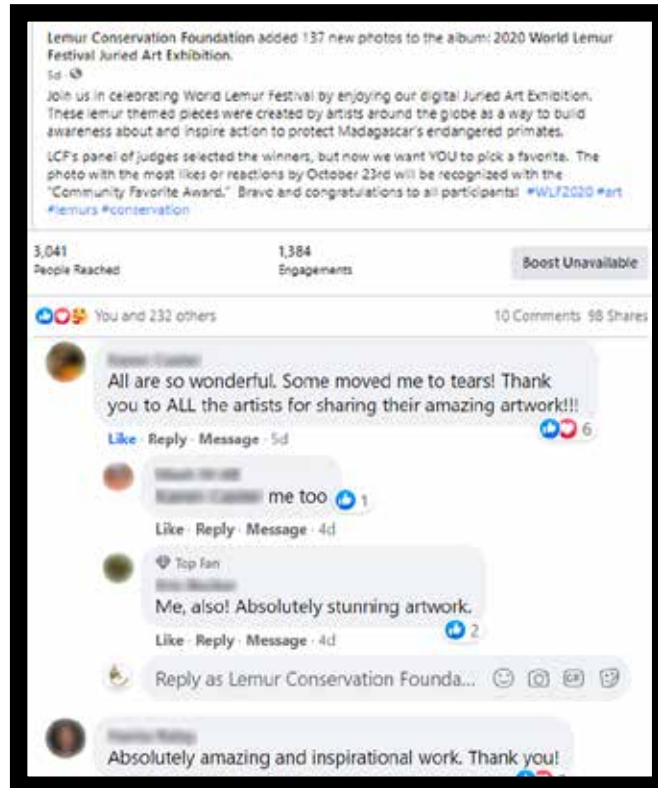 Lemur Conservation Foundation added 137 new photos to the album: 2020 World Lemur
Festival Juried Art Exhibition.
5d
Join us in celebrating World Lemur Festival by enjoying our digital Juried Art Exhibition.
These lemur themed pieces were created by artists around the globe as a way to build
awareness about and inspire action to protect Madagascar's endangered primates.
LCF's panel of judges selected the winners, but now we want YOU to pick a favorite. The
photo with the most likes or reactions by October 23rd will be recognized with the
"Community Favorite Award." Bravo and congratulations to all participants! #WLF2020 #art
#lemurs #conservation
3,041
People Reached
1,384
Engagements
Boost Unavailable
You and 232 others
10 Comments 98 Shares
All are so wonderful. Some moved me to tears! Thank
you to ALL the artists for sharing their amazing artwork!!!
6
Like · Reply · Message · 5d
me too
1
Like · Reply · Message · 4d
Top Fan
Me, also! Absolutely stunning artwork.
2
Like · Reply · Message · 4d
Reply as Lemur Conservation Founda...
GIF
Absolutely amazing and inspirational work. Thank you!